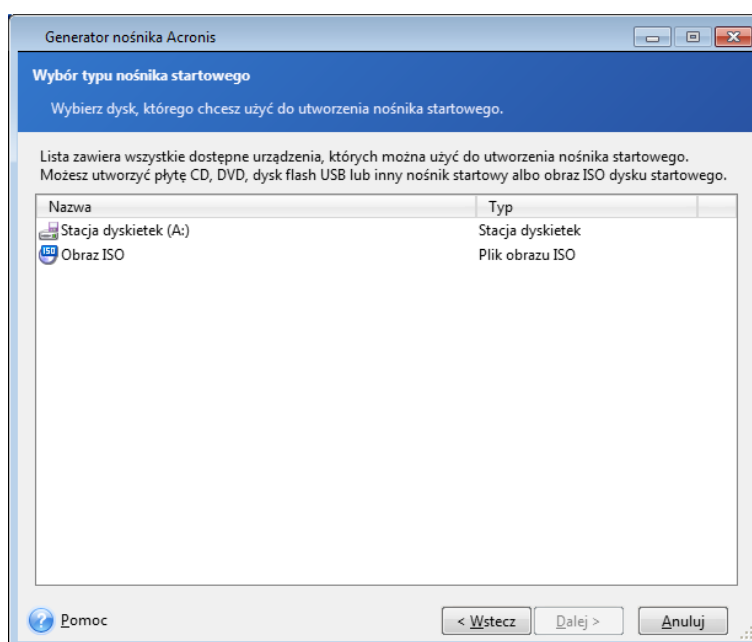 Generator nośnika Acronis
Wybór typu nośnika startowego
Wybierz dysk, którego chcesz użyć do utworzenia nośnika startowego.
Lista zawiera wszystkie dostępne urządzenia, których można użyć do utworzenia nośnika startowego.
Możesz utworzyć płytę CD, DVD, dysk flash USB lub inny nośnik startowy albo obraz ISO dysku startowego.
Nazwa Typ
Stacja dyskietek (A:) Stacja dyskietek
ISO Obraz ISO Plik obrazu ISO
? Pomoc < Wstecz Dalej > Anuluj